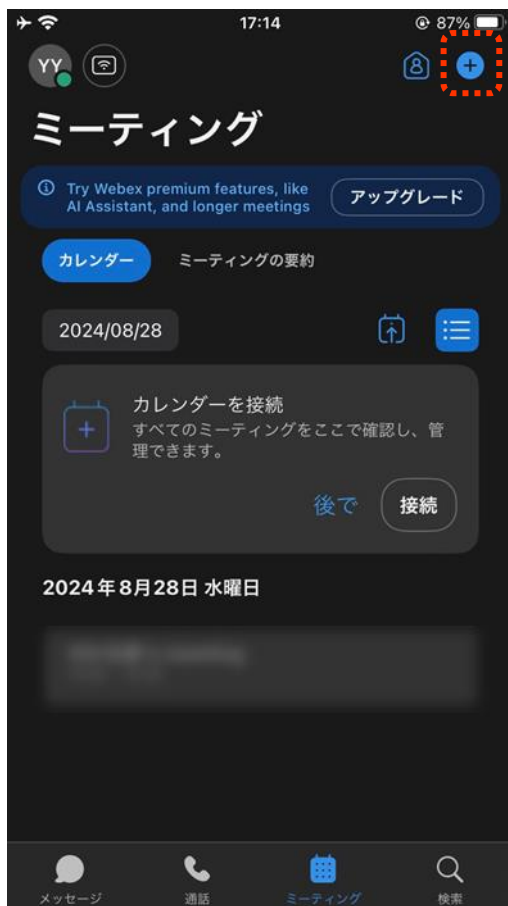 17:14
87%
YY
ミーティング
Try Webex premium features, like
AI Assistant, and longer meetings
アップグレード
カレンダー
ミーティングの要約
2024/08/28
カレンダーを接続
すべてのミーティングをここで確認し、管
理できます。
後で
接続
2024年8月28日 水曜日
メッセージ
通話
ミーティング
検索